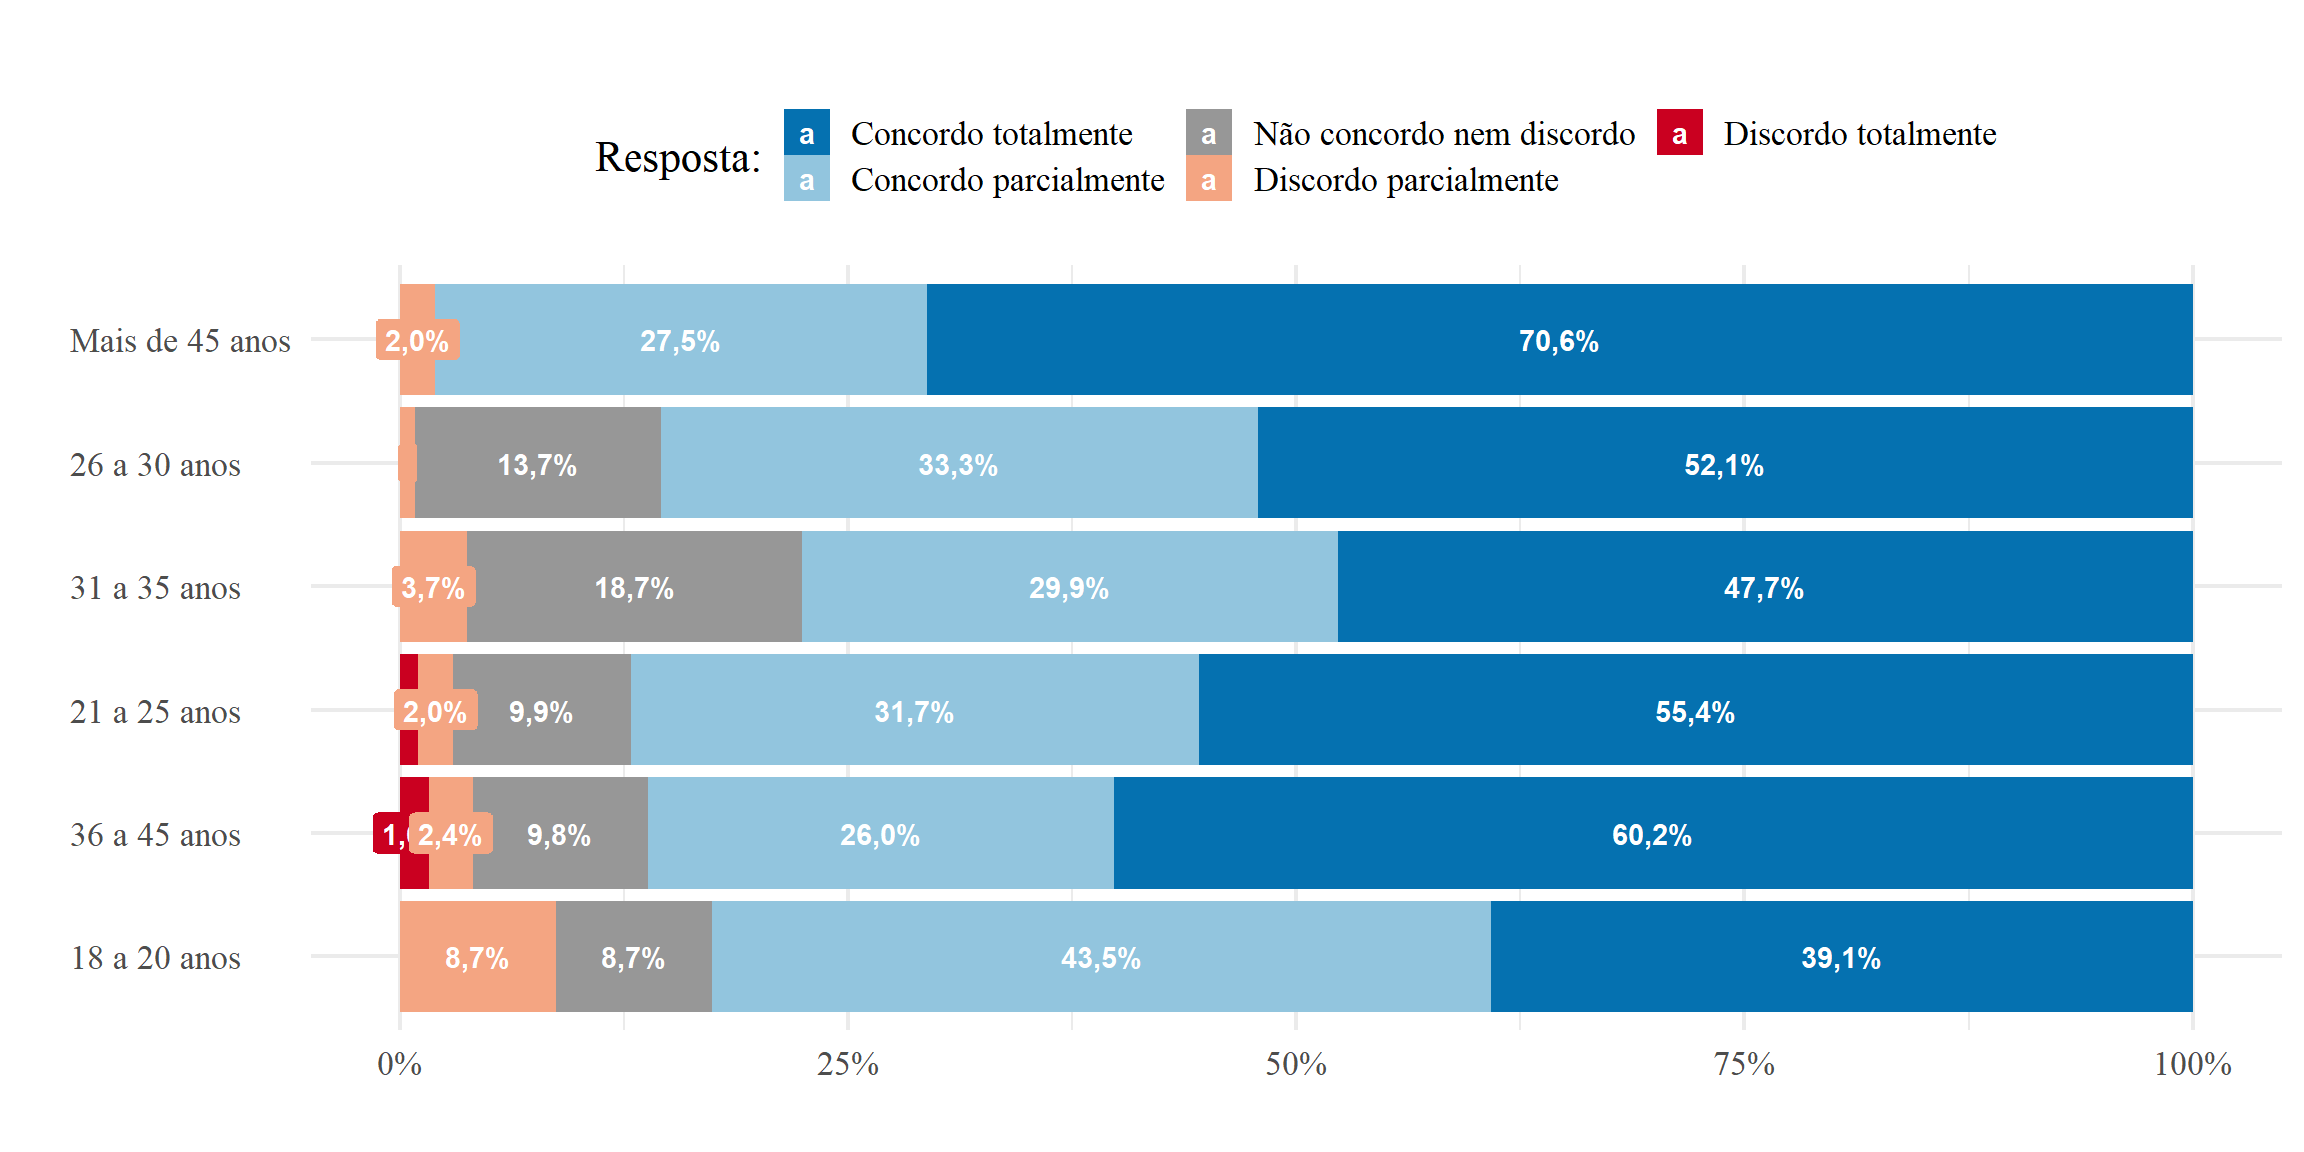 Resposta:
a Concordo totalmente a Não concordo nem discordo a Discordo totalmente
a Concordo parcialmente a Discordo parcialmente
Mais de 45 anos 2,0% 27,5% 70,6%
26 a 30 anos 13,7% 33,3% 52,1%
31 a 35 anos 3,7% 18,7% 29,9% 47,7%
21 a 25 anos 2,0% 9,9% 31,7% 55,4%
36 a 45 anos 2,4% 9,8% 26,0% 60,2%
18 a 20 anos 8,7% 8,7% 43,5% 39,1%
0% 25% 50% 75% 100%